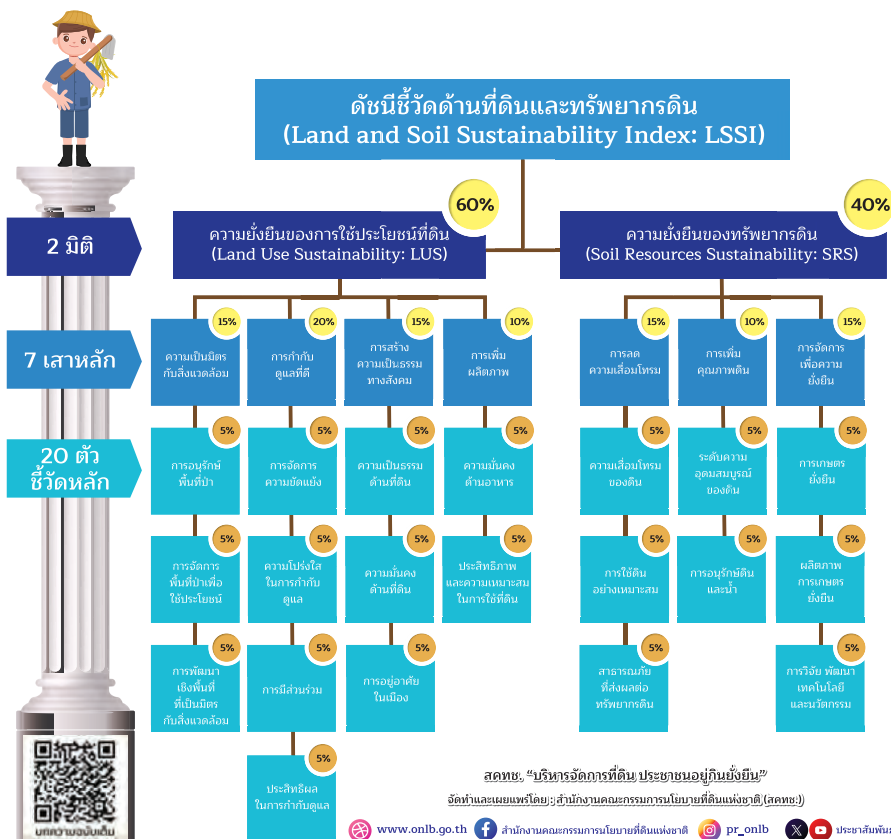 ดัชนีชี้วัดด้านที่ดินและทรัพยากรดิน
(Land and Soil Sustainability Index: LSSI)
2 มิติ
60%
ความยั่งยืนของการใช้ประโยชน์ที่ดิน
(Land Use Sustainability: LUS)
40%
ความยั่งยืนของทรัพยากรดิน
(Soil Resources Sustainability: SRS)
7 เสาหลัก
15%
ความเป็นมิตร
กับสิ่งแวดล้อม
20%
การกำกับ
ดูแลที่ดี
15%
การสร้าง
ความเป็นธรรม
ทางสังคม
10%
การเพิ่ม
ผลิตภาพ
15%
การลด
ความเสื่อมโทรม
10%
การเพิ่ม
คุณภาพดิน
15%
การจัดการ
เพื่อความ
ยั่งยืน
20 ตัว
ชี้วัดหลัก
5%
การอนุรักษ์
พื้นที่ป่า
5%
การจัดการ
ความขัดแย้ง
5%
ความเป็นธรรม
ด้านที่ดิน
5%
ความมั่นคง
ด้านอาหาร
5%
ความเสื่อมโทรม
ของดิน
5%
ระดับความ
อุดมสมบูรณ์
ของดิน
5%
การเกษตร
ยั่งยืน
5%
การจัดการ
พื้นที่ป่าเพื่อ
ใช้ประโยชน์
5%
ความโปร่งใส
ในการกำกับ
ดูแล
5%
ความมั่นคง
ด้านที่ดิน
5%
ประสิทธิภาพ
และความเหมาะสม
ในการใช้ที่ดิน
5%
การใช้ดิน
อย่างเหมาะสม
5%
การอนุรักษ์ดิน
และน้ำ
5%
ผลิตภาพ
การเกษตร
ยั่งยืน
5%
การพัฒนา
เชิงพื้นที่
ที่เป็นมิตร
กับสิ่งแวดล้อม
5%
การมีส่วนร่วม
5%
การอยู่อาศัย
ในเมือง
5%
สาธารณภัย
ที่ส่งผลต่อ
ทรัพยากรดิน
5%
การวิจัย พัฒนา
เทคโนโลยี
และนวัตกรรม
5%
ประสิทธิผล
ในการกำกับดูแล
บทความฉบับเต็ม
สคทช. "บริหารจัดการที่ดิน ประชาชนอยู่กินยั่งยืน"
จัดทำและเผยแพร่โดย : สำนักงานคณะกรรมการนโยบายที่ดินแห่งชาติ (สคทช.)
www.onlb.go.th สำนักงานคณะกรรมการนโยบายที่ดินแห่งชาติ pr_onlb